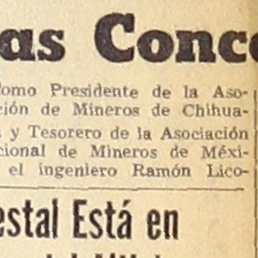 as Conc
Como Presidente de la Aso-
ción de Mineros de Chihua-
y Tesorero de la Asociación
cional de Mineros de Méxi-
el ingeniero Ramón Lico-
estal Está en